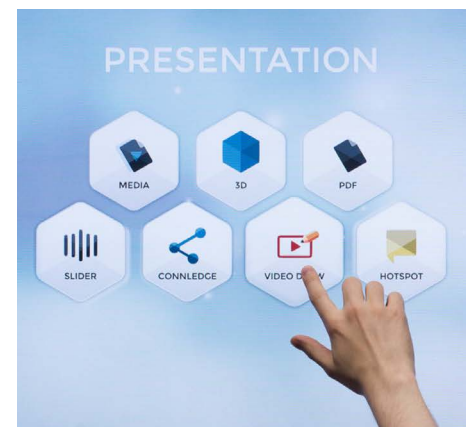 PRESENTATION
MEDIA
3D
PDF
SLIDER
CONNLEDGE
VIDEO
HOTSPOT